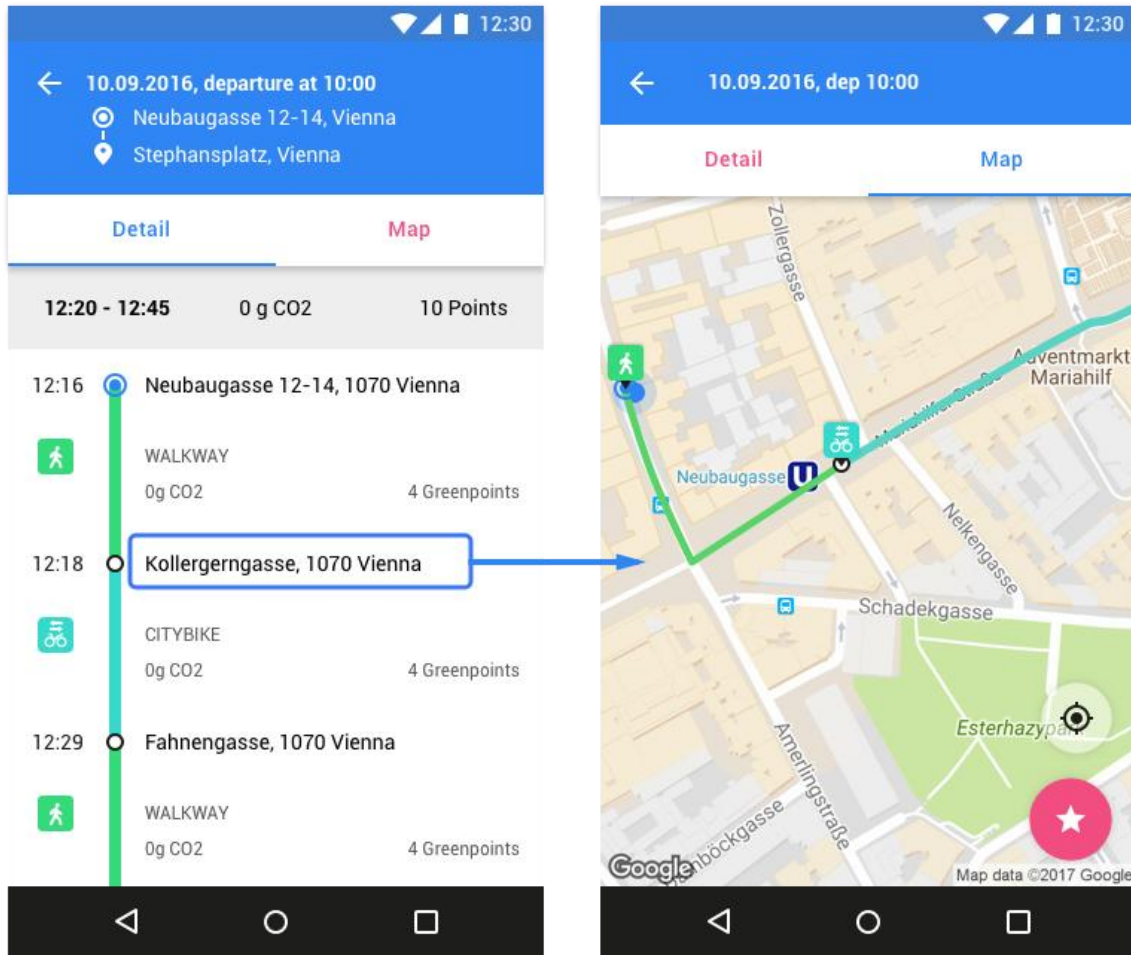 12:30
10.09.2016, departure at 10:00
Neubaugasse 12-14, Vienna
Stephansplatz, Vienna
Detail
Map
12:20 - 12:45 0 g CO2 10 Points
12:16 Neubaugasse 12-14, 1070 Vienna
WALKWAY
0g CO2 4 Greenpoints
12:18 Kollergerngasse, 1070 Vienna
CITYBIKE
0g CO2 4 Greenpoints
12:29 Fahnengasse, 1070 Vienna
WALKWAY
0g CO2 4 Greenpoints
12:30
10.09.2016, dep 10:00
Detail
Map
Zollergasse
Mariahilfer Straße
Adventmarkt
Mariahilf
Neubaugasse
U
Nelkengasse
Schadekgasse
Esterhazypark
Amerlingstraße
Google
Map data ©2017 Google